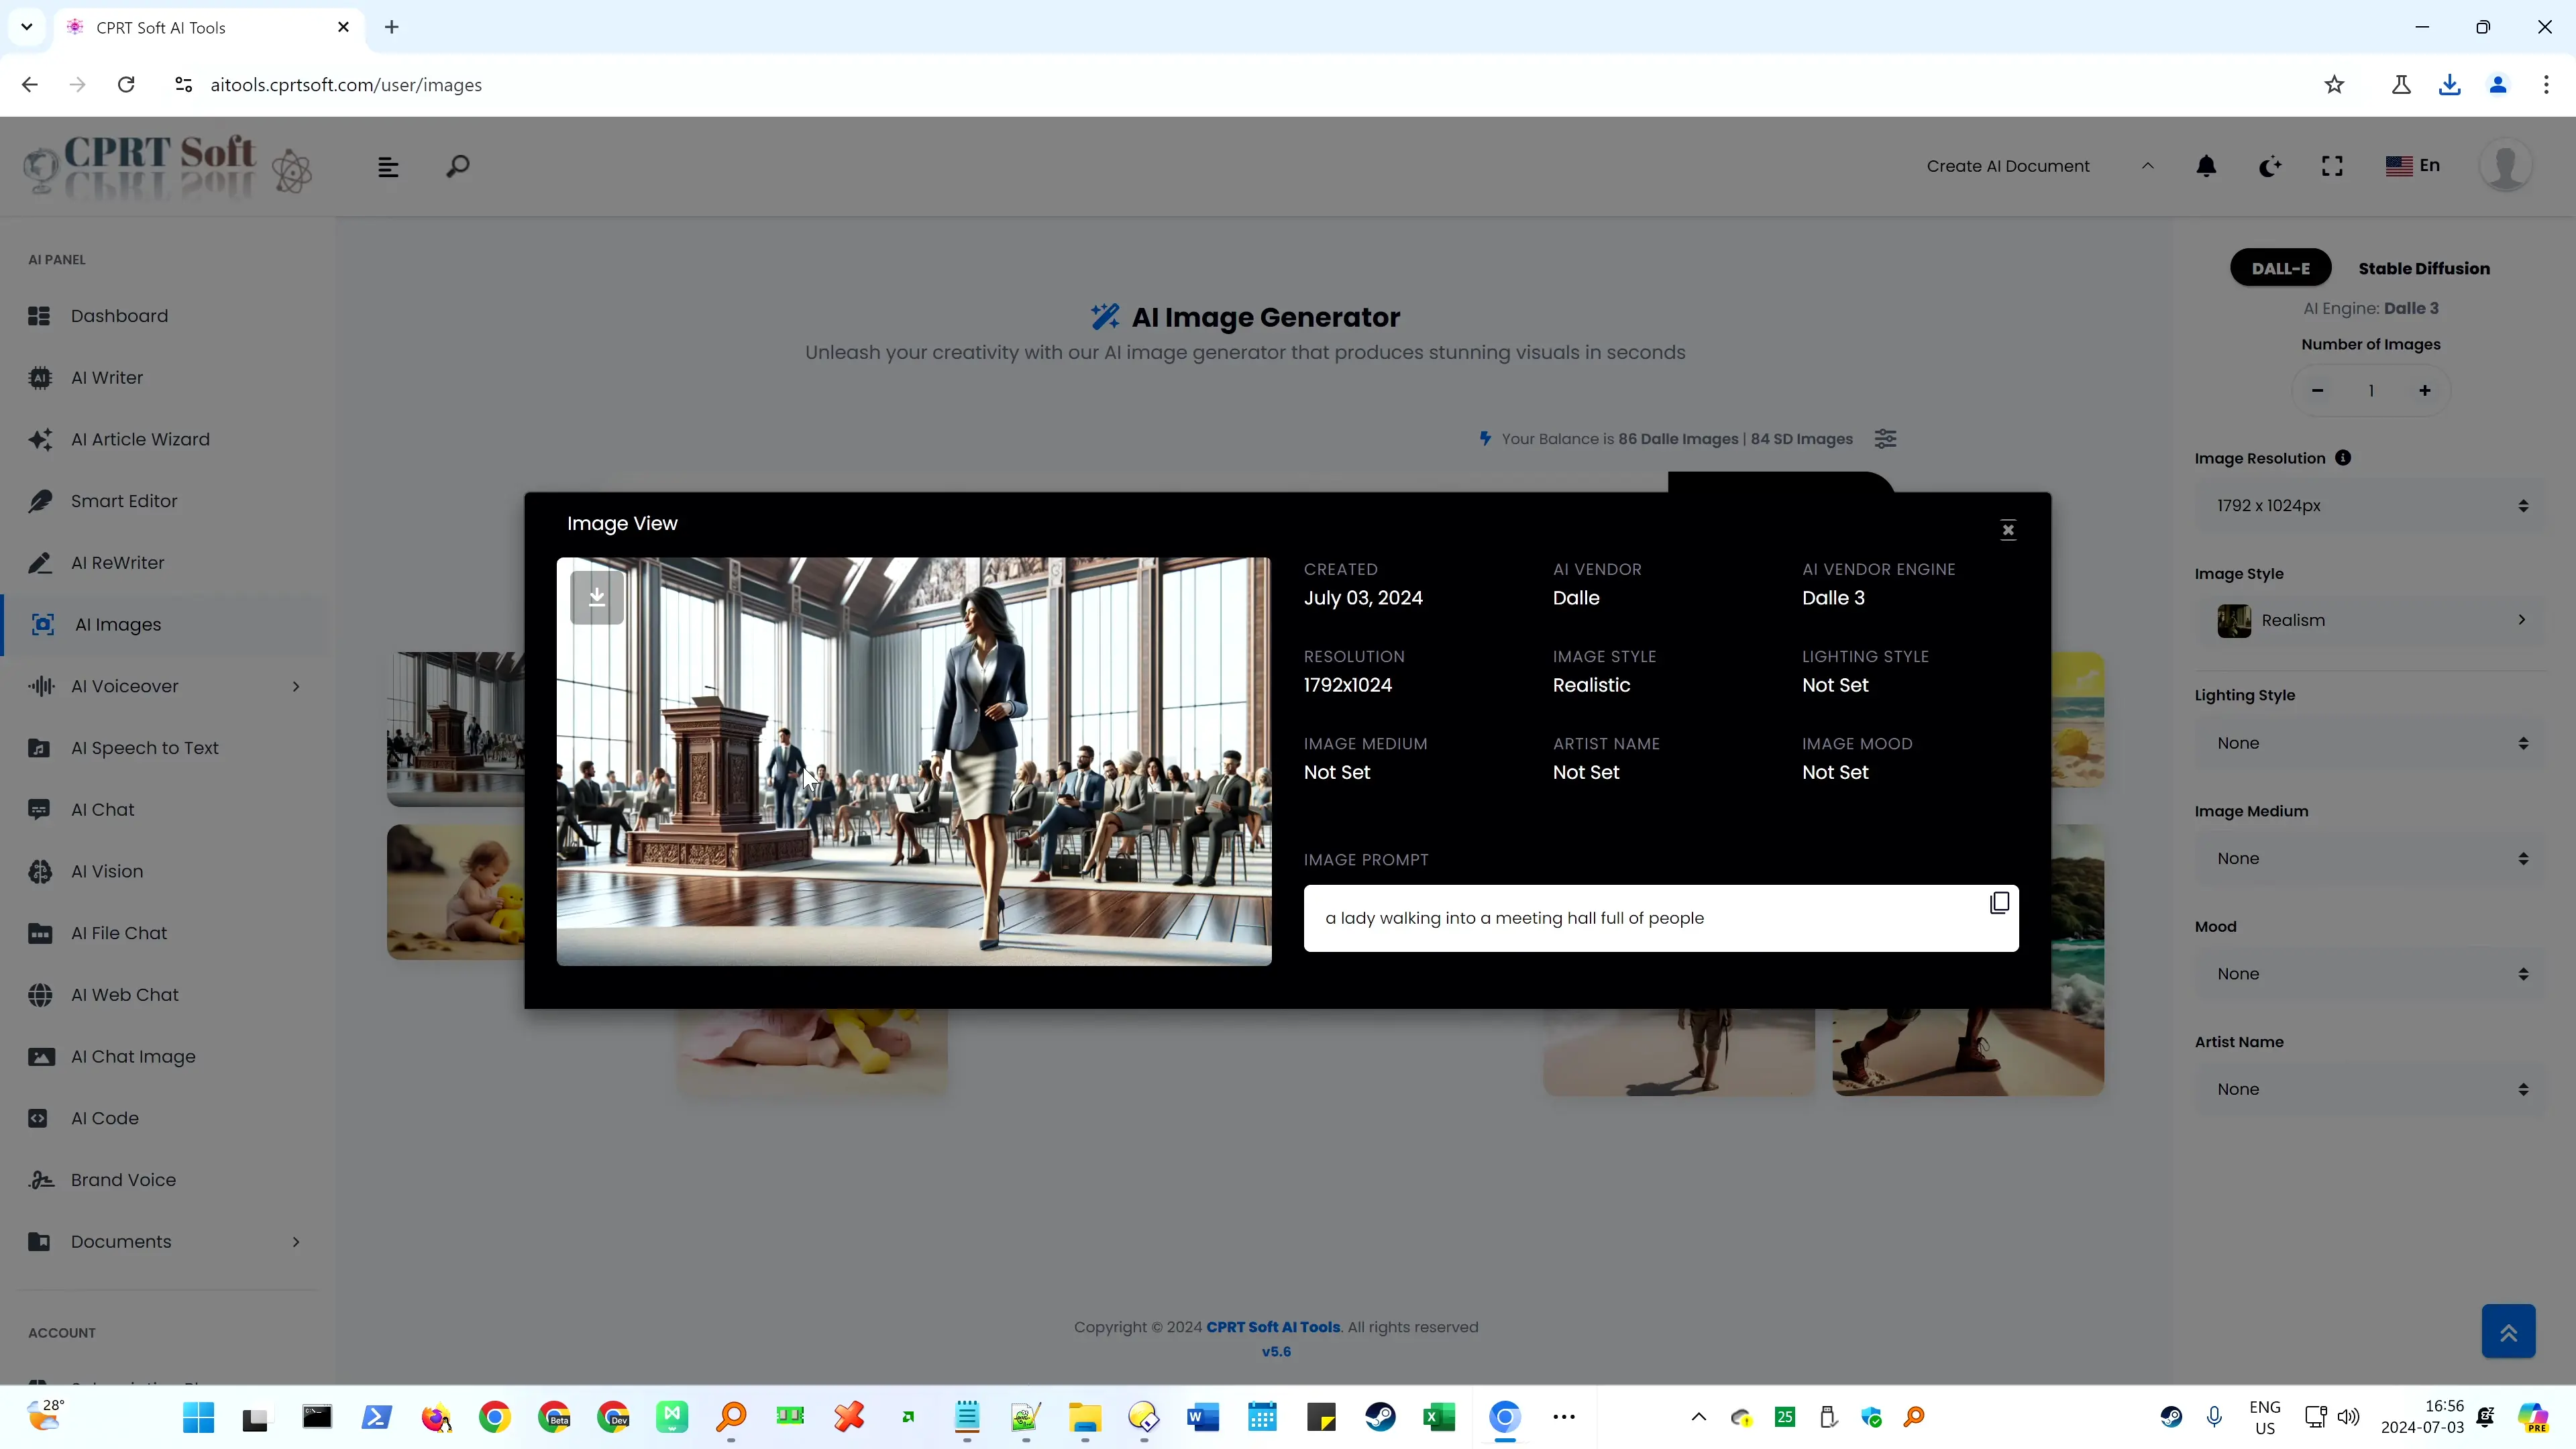 CPRT Soft AI Tools
aitools.cprtsoft.com/user/images
CPRT Soft
Create AI Document
En
AI PANEL
Dashboard
AI Writer
AI Article Wizard
Smart Editor
AI ReWriter
AI Images
AI Voiceover
AI Speech to Text
AI Chat
AI Vision
AI File Chat
AI Web Chat
AI Chat Image
AI Code
Brand Voice
Documents
ACCOUNT
AI Image Generator
Unleash your creativity with our AI image generator that produces stunning visuals in seconds
Your Balance is 86 Dalle Images | 84 SD Images
Image View
CREATED
July 03, 2024
AI VENDOR
Dalle
AI VENDOR ENGINE
Dalle 3
RESOLUTION
1792x1024
IMAGE STYLE
Realistic
LIGHTING STYLE
Not Set
IMAGE MEDIUM
Not Set
ARTIST NAME
Not Set
IMAGE MOOD
Not Set
IMAGE PROMPT
a lady walking into a meeting hall full of people
DALL-E
Stable Diffusion
AI Engine: Dalle 3
Number of Images
1
Image Resolution
1792 x 1024px
Image Style
Realism
Lighting Style
None
Image Medium
None
Mood
None
Artist Name
None
Copyright © 2024 CPRT Soft AI Tools. All rights reserved
v5.6
28°
Beta
Dev
25
ENG
US
16:56
2024-07-03
PRE